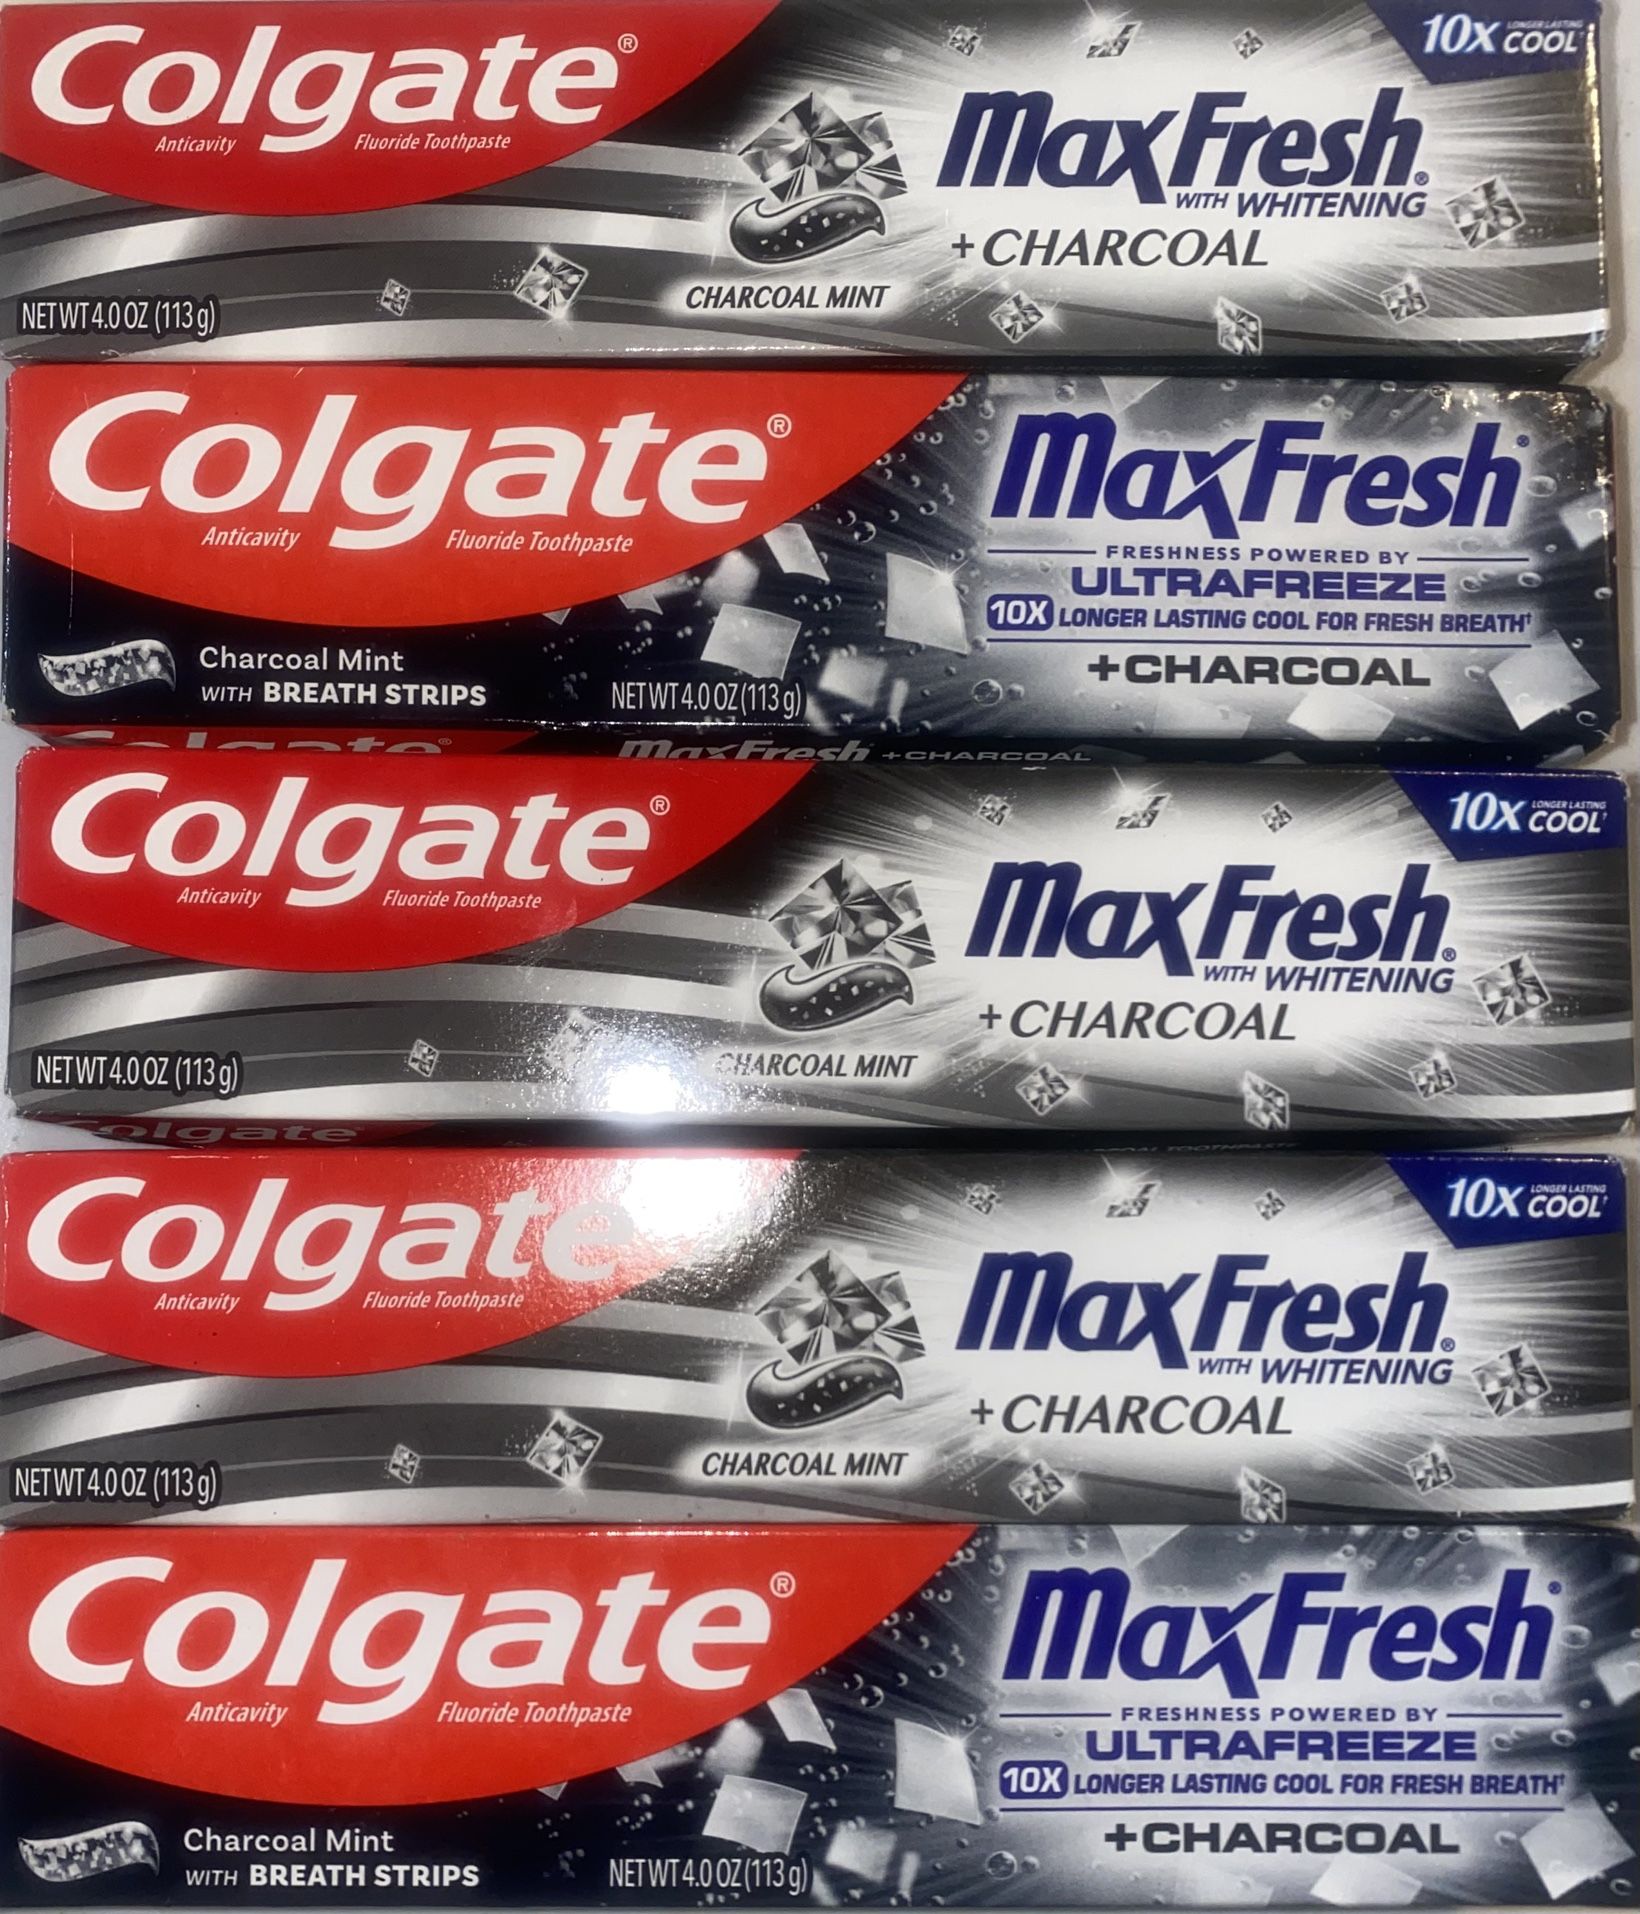 Colgate®
Anticavity Fluoride Toothpaste
10X LONGER LASTING COOL†
MaxFresh®
WITH WHITENING
+CHARCOAL
CHARCOAL MINT
NET WT 4.0 OZ (113 g)
Colgate®
Anticavity Fluoride Toothpaste
MaxFresh®
FRESHNESS POWERED BY
ULTRAFREEZE
10X LONGER LASTING COOL FOR FRESH BREATH†
+CHARCOAL
Charcoal Mint
WITH BREATH STRIPS
NET WT 4.0 OZ (113 g)
Colgate® MaxFresh® +CHARCOAL
Colgate®
Anticavity Fluoride Toothpaste
10X LONGER LASTING COOL†
MaxFresh®
WITH WHITENING
+CHARCOAL
CHARCOAL MINT
NET WT 4.0 OZ (113 g)
Colgate
Colgate
Anticavity Fluoride Toothpaste
10X LONGER LASTING COOL†
MaxFresh®
WITH WHITENING
+CHARCOAL
CHARCOAL MINT
NET WT 4.0 OZ (113 g)
Colgate®
Anticavity Fluoride Toothpaste
MaxFresh®
FRESHNESS POWERED BY
ULTRAFREEZE
10X LONGER LASTING COOL FOR FRESH BREATH†
+CHARCOAL
Charcoal Mint
WITH BREATH STRIPS
NET WT 4.0 OZ (113 g)